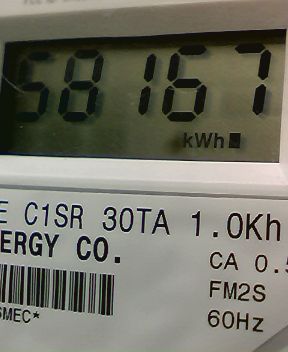 58167
kWh
E C1SR 30TA 1.0Kh
ERGY CO.
CA 0.5
FM2S
60Hz
SMEC*